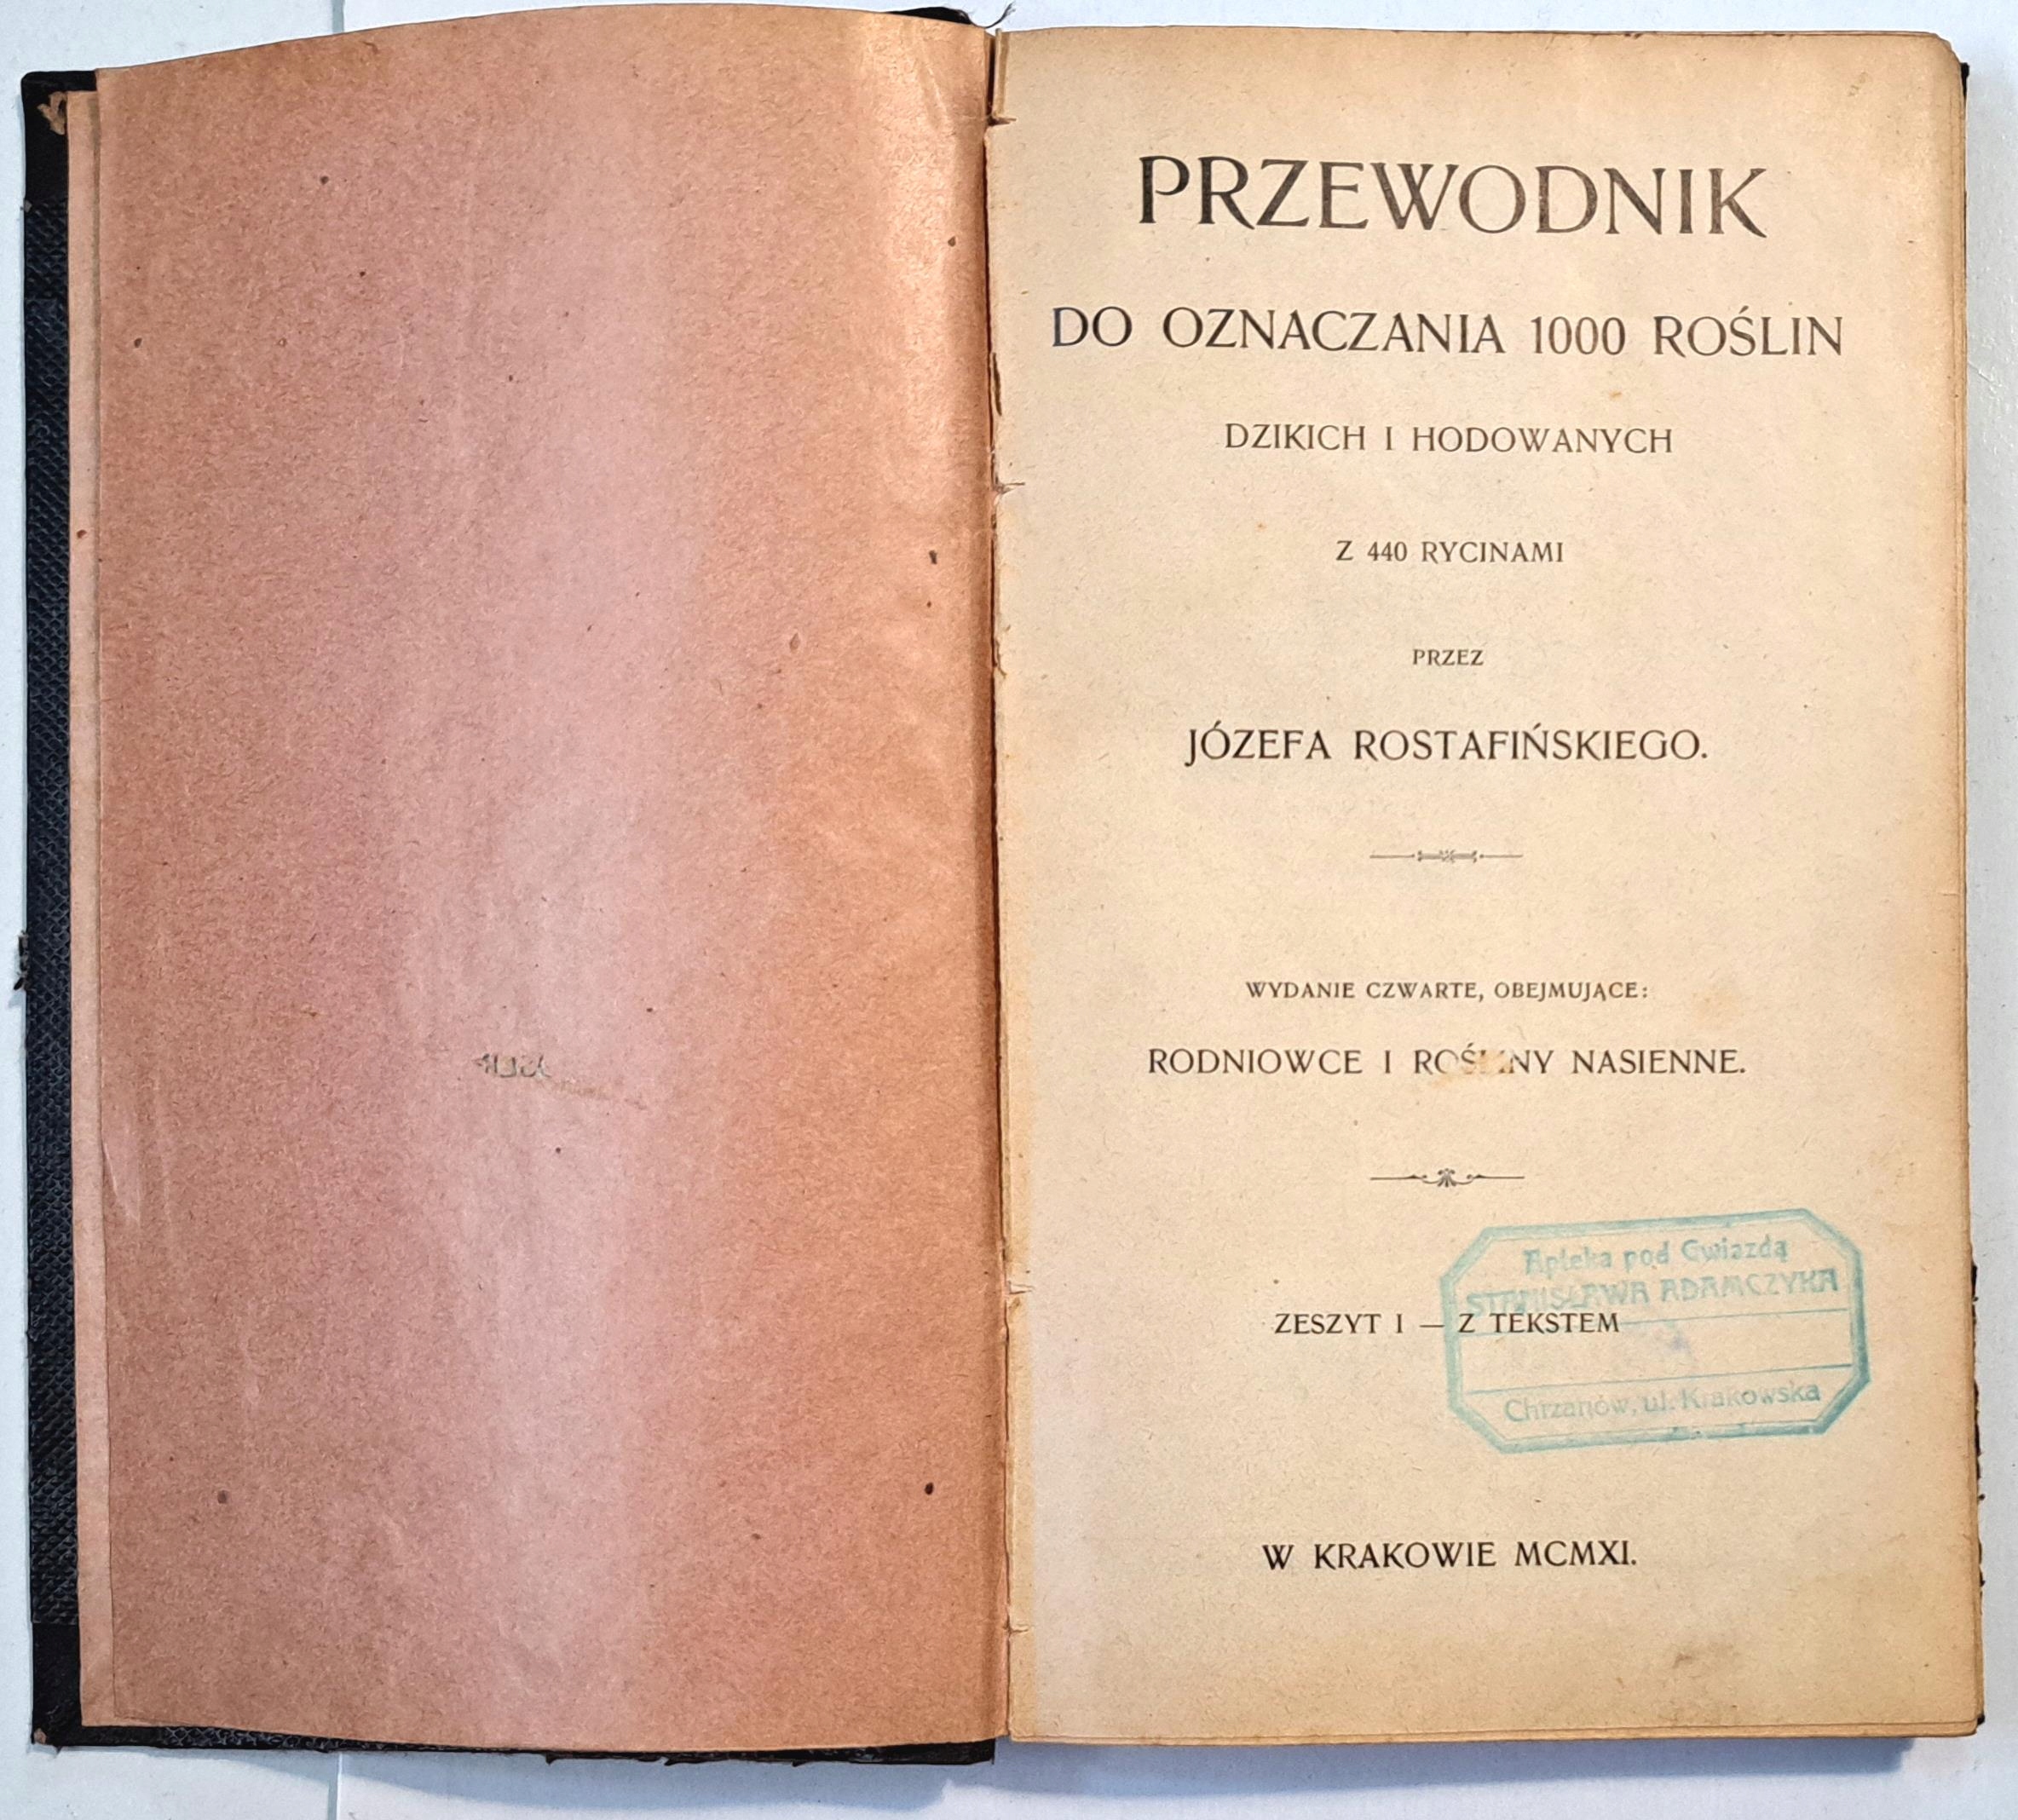 PRZEWODNIK
DO OZNACZANIA 1000 ROŚLIN
DZIKICH I HODOWANYCH
Z 440 RYCINAMI
PRZEZ
JÓZEFA ROSTAFIŃSKIEGO.
WYDANIE CZWARTE, OBEJMUJĄCE:
RODNIOWCE I ROŚLINY NASIENNE.
Apteka pod Gwiazdą
STANISŁAWA ADAMCZYKA
ZESZYT I — Z TEKSTEM
Chrzanów, ul. Krakowska
W KRAKOWIE MCMXI.